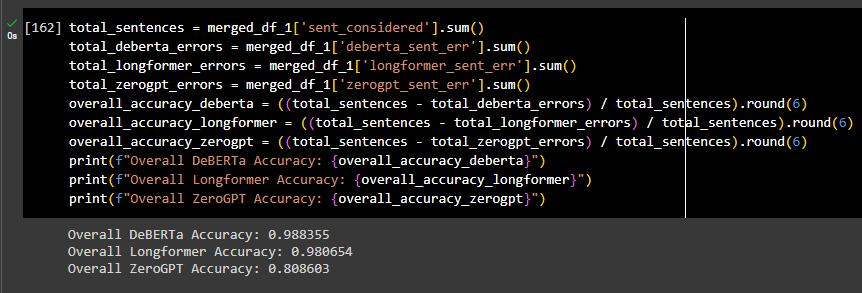 [162] total_sentences = merged_df_1['sent_considered'].sum()
total_deberta_errors = merged_df_1['deberta_sent_err'].sum()
total_longformer_errors = merged_df_1['longformer_sent_err'].sum()
total_zerogpt_errors = merged_df_1['zerogpt_sent_err'].sum()
overall_accuracy_deberta = ((total_sentences - total_deberta_errors) / total_sentences).round(6)
overall_accuracy_longformer = ((total_sentences - total_longformer_errors) / total_sentences).round(6)
overall_accuracy_zerogpt = ((total_sentences - total_zerogpt_errors) / total_sentences).round(6)
print(f"Overall DeBERTa Accuracy: {overall_accuracy_deberta}")
print(f"Overall Longformer Accuracy: {overall_accuracy_longformer}")
print(f"Overall ZeroGPT Accuracy: {overall_accuracy_zerogpt}")
0s
Overall DeBERTa Accuracy: 0.988355
Overall Longformer Accuracy: 0.980654
Overall ZeroGPT Accuracy: 0.808603